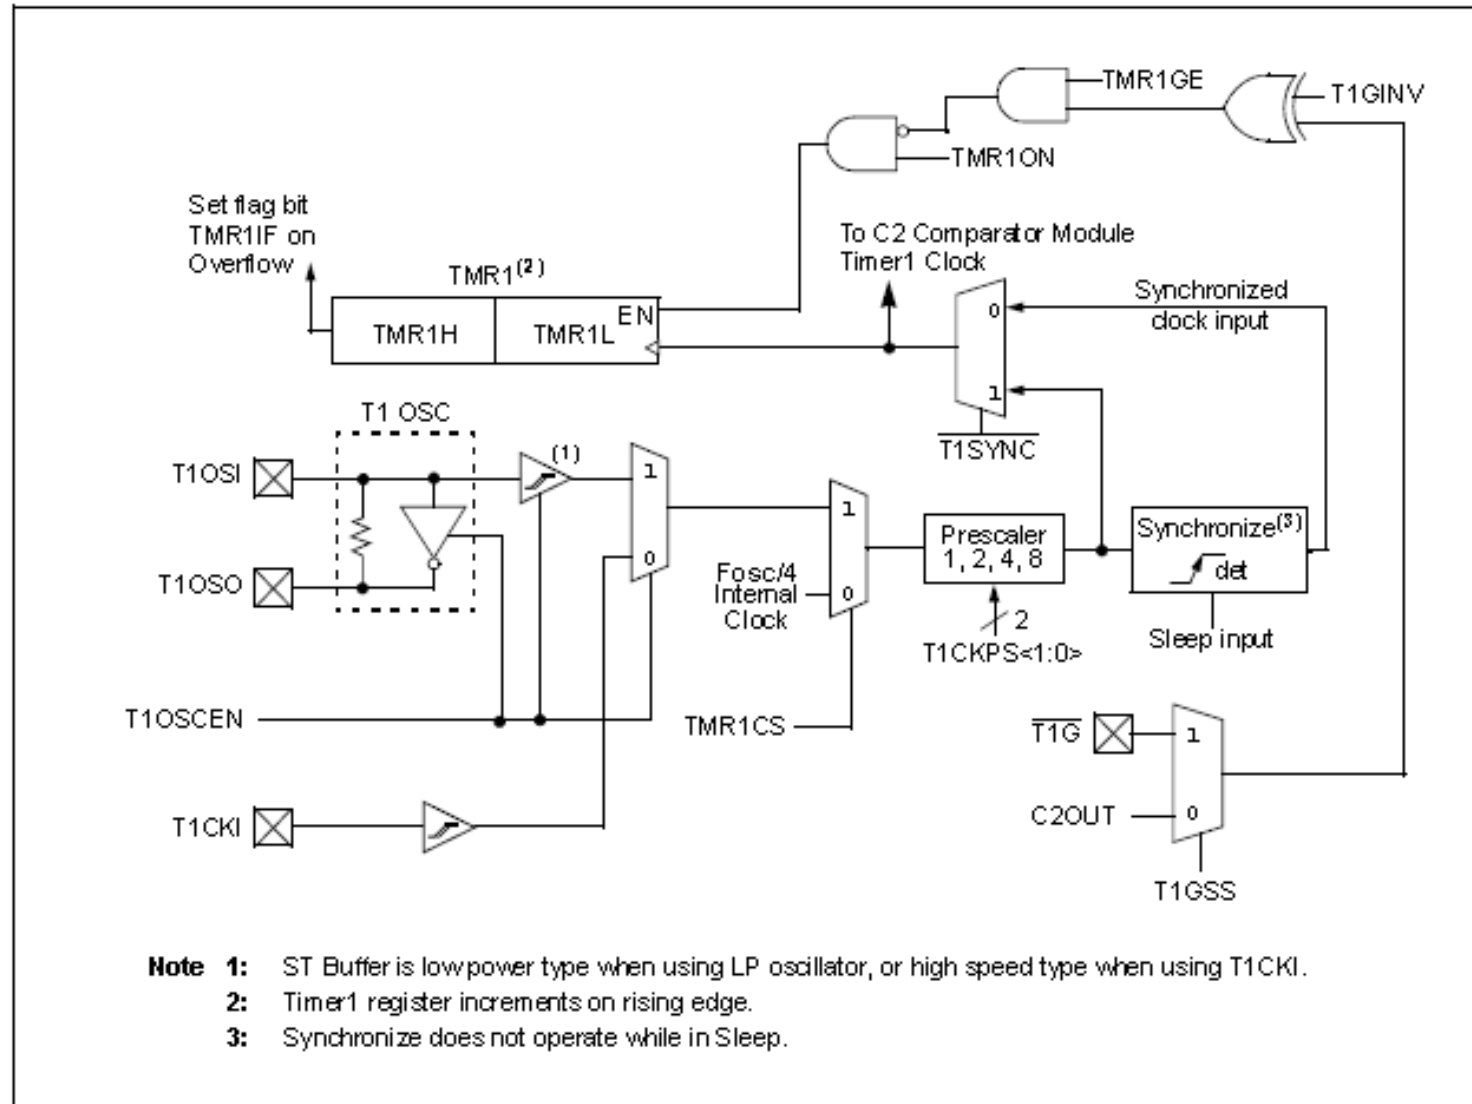 TMR1GE
T1GINV
TMR1ON
Set flag bit
TMR1IF on
Overflow
To C2 Comparator Module
Timer1 Clock
TMR1(2)
EN
TMR1H
TMR1L
0
Synchronized
clock input
1
T1SYNC
T1 OSC
(1)
T1OSI
1
1
Prescaler
1, 2, 4, 8
Synchronize(3)
det
T1OSO
0
Fosc/4
Internal
Clock
0
2
T1CKPS<1:0>
Sleep input
T1OSCEN
TMR1CS
T1G
1
T1CKI
C2OUT
0
T1GSS
Note 1: ST Buffer is low power type when using LP oscillator, or high speed type when using T1CKI.
2: Timer1 register increments on rising edge.
3: Synchronize does not operate while in Sleep.